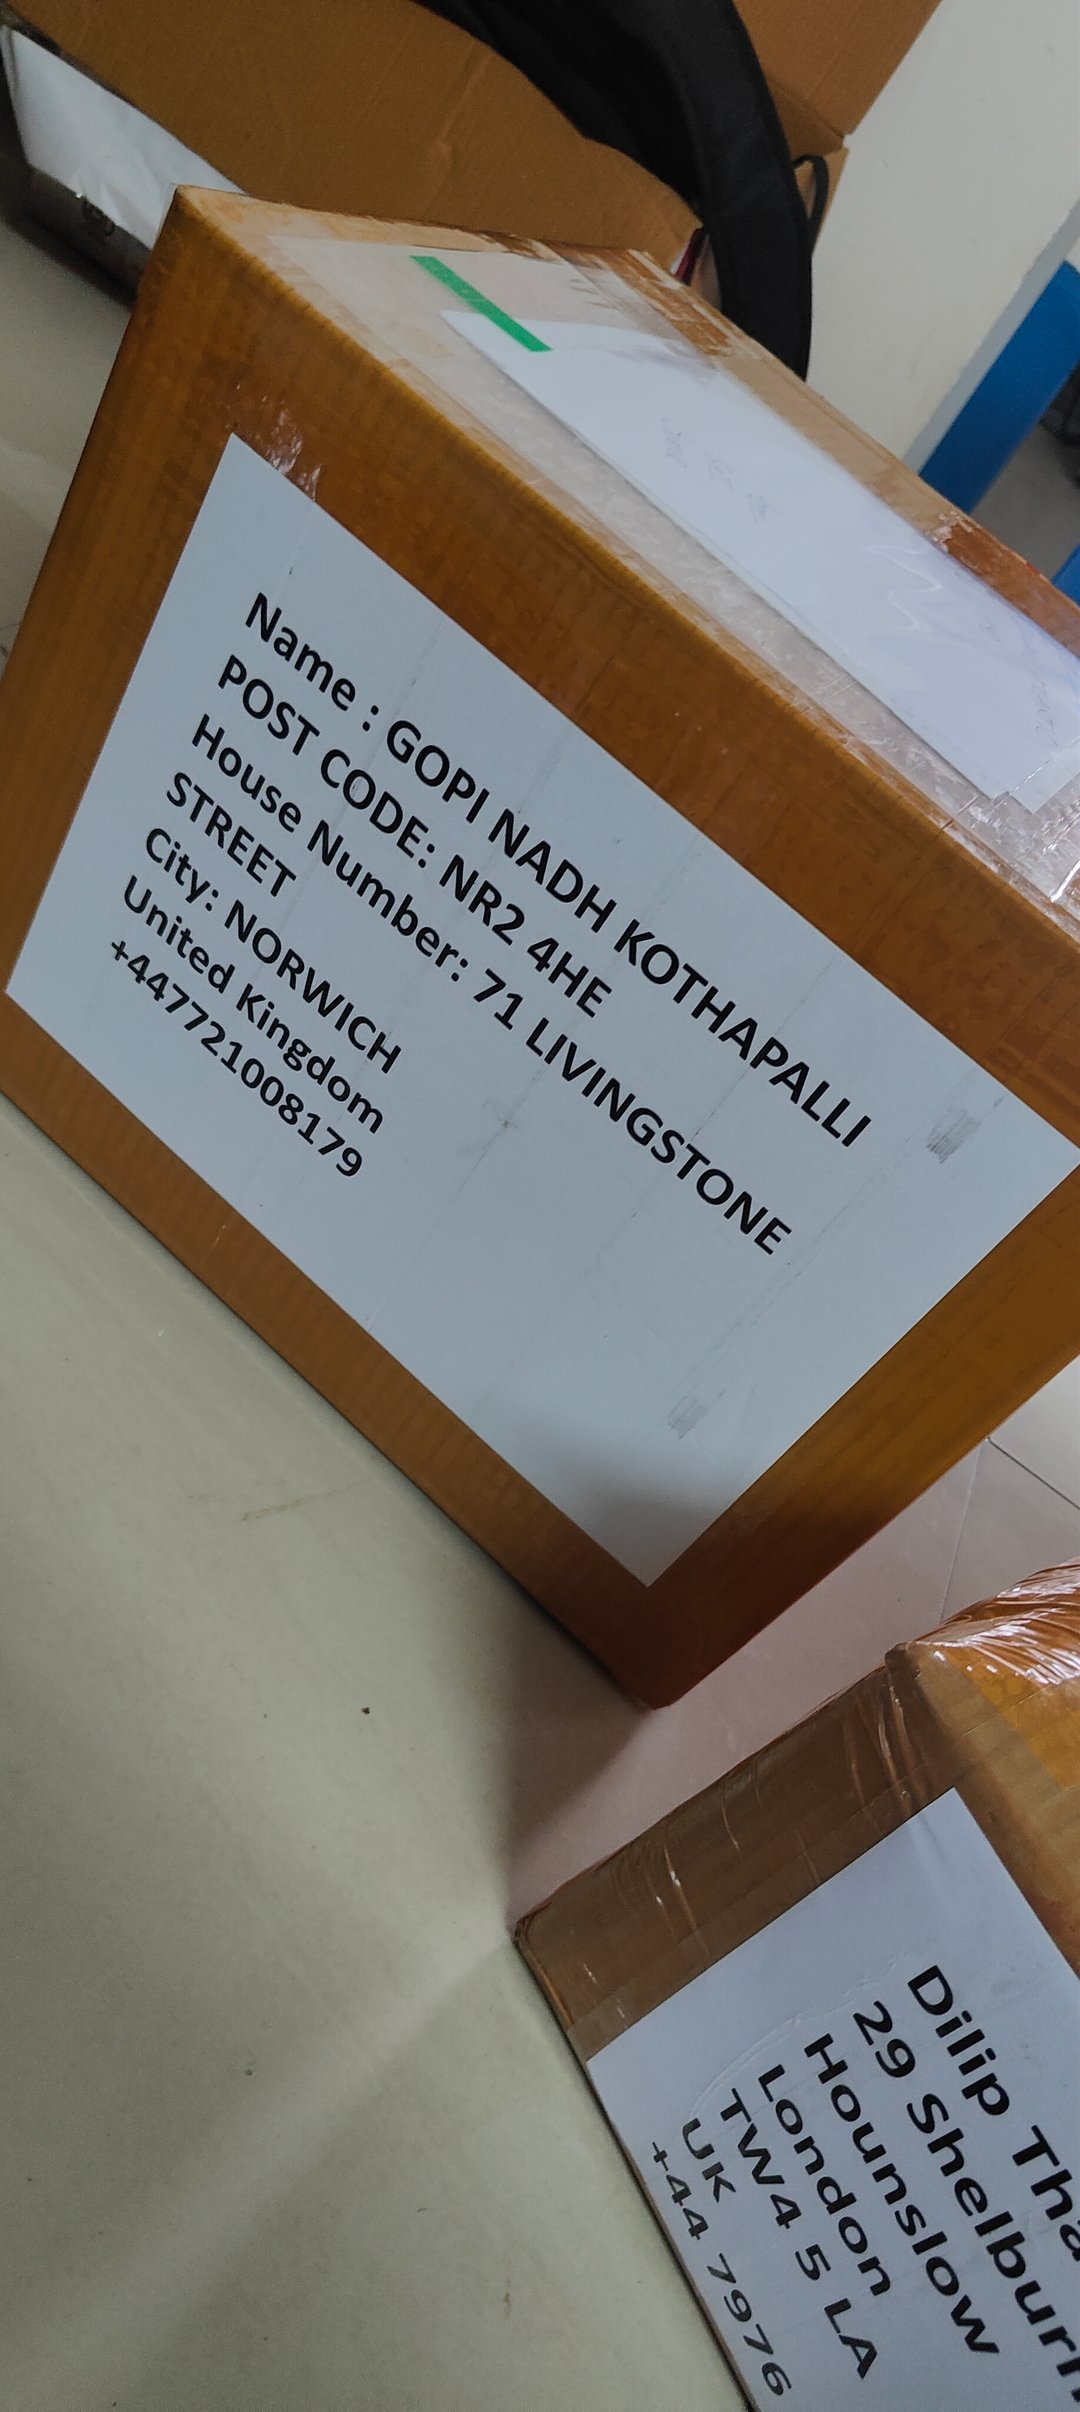 Name : GOPI NADH KOTHAPALLI
POST CODE: NR2 4HE
House Number: 71 LIVINGSTONE
STREET
City: NORWICH
United Kingdom
+447721008179
Dilip
29
Hounslow
London
TW4 5 LA
UK
+44 7976